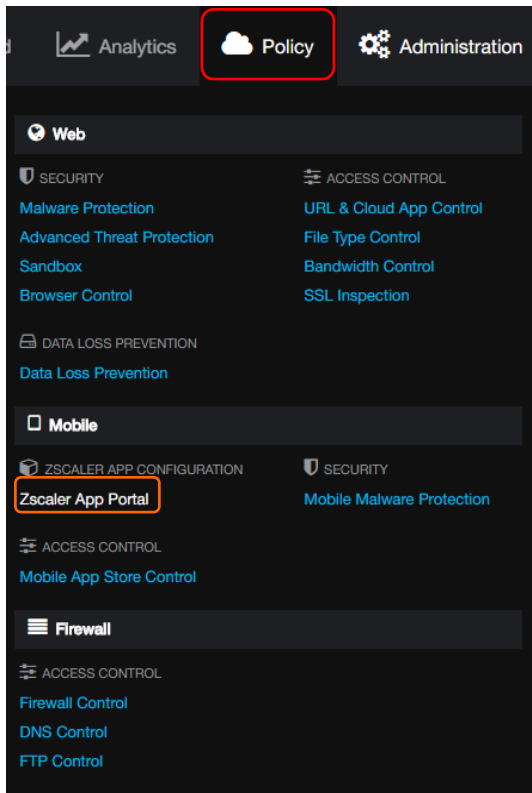 d Analytics Policy Administration
Web
SECURITY
Malware Protection
Advanced Threat Protection
Sandbox
Browser Control
ACCESS CONTROL
URL & Cloud App Control
File Type Control
Bandwidth Control
SSL Inspection
DATA LOSS PREVENTION
Data Loss Prevention
Mobile
ZSCALER APP CONFIGURATION
Zscaler App Portal
SECURITY
Mobile Malware Protection
ACCESS CONTROL
Mobile App Store Control
Firewall
ACCESS CONTROL
Firewall Control
DNS Control
FTP Control